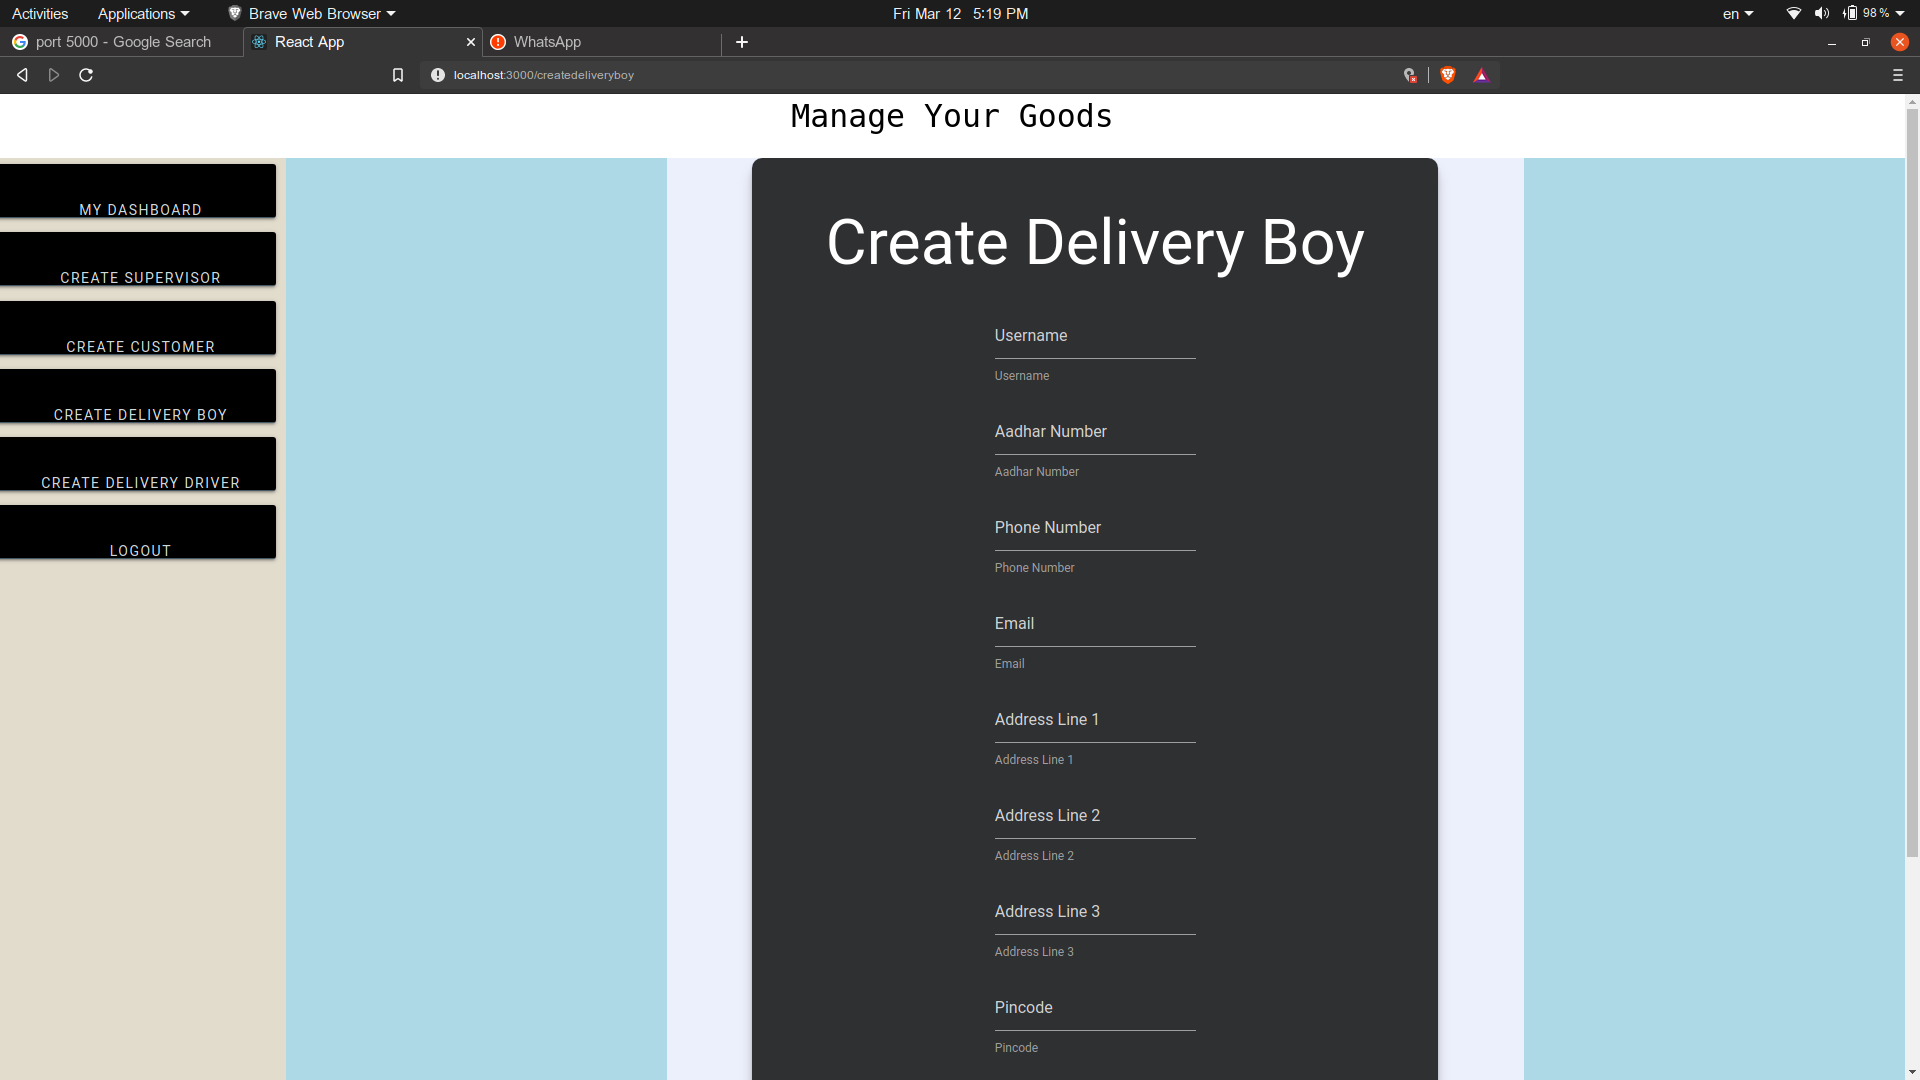 Activities Applications Brave Web Browser Fri Mar 12 5:19 PM en 98 %
port 5000 - Google Search React App WhatsApp
localhost:3000/createdeliveryboy
Manage Your Goods
MY DASHBOARD
CREATE SUPERVISOR
CREATE CUSTOMER
CREATE DELIVERY BOY
CREATE DELIVERY DRIVER
LOGOUT
Create Delivery Boy
Username
Username
Aadhar Number
Aadhar Number
Phone Number
Phone Number
Email
Email
Address Line 1
Address Line 1
Address Line 2
Address Line 2
Address Line 3
Address Line 3
Pincode
Pincode